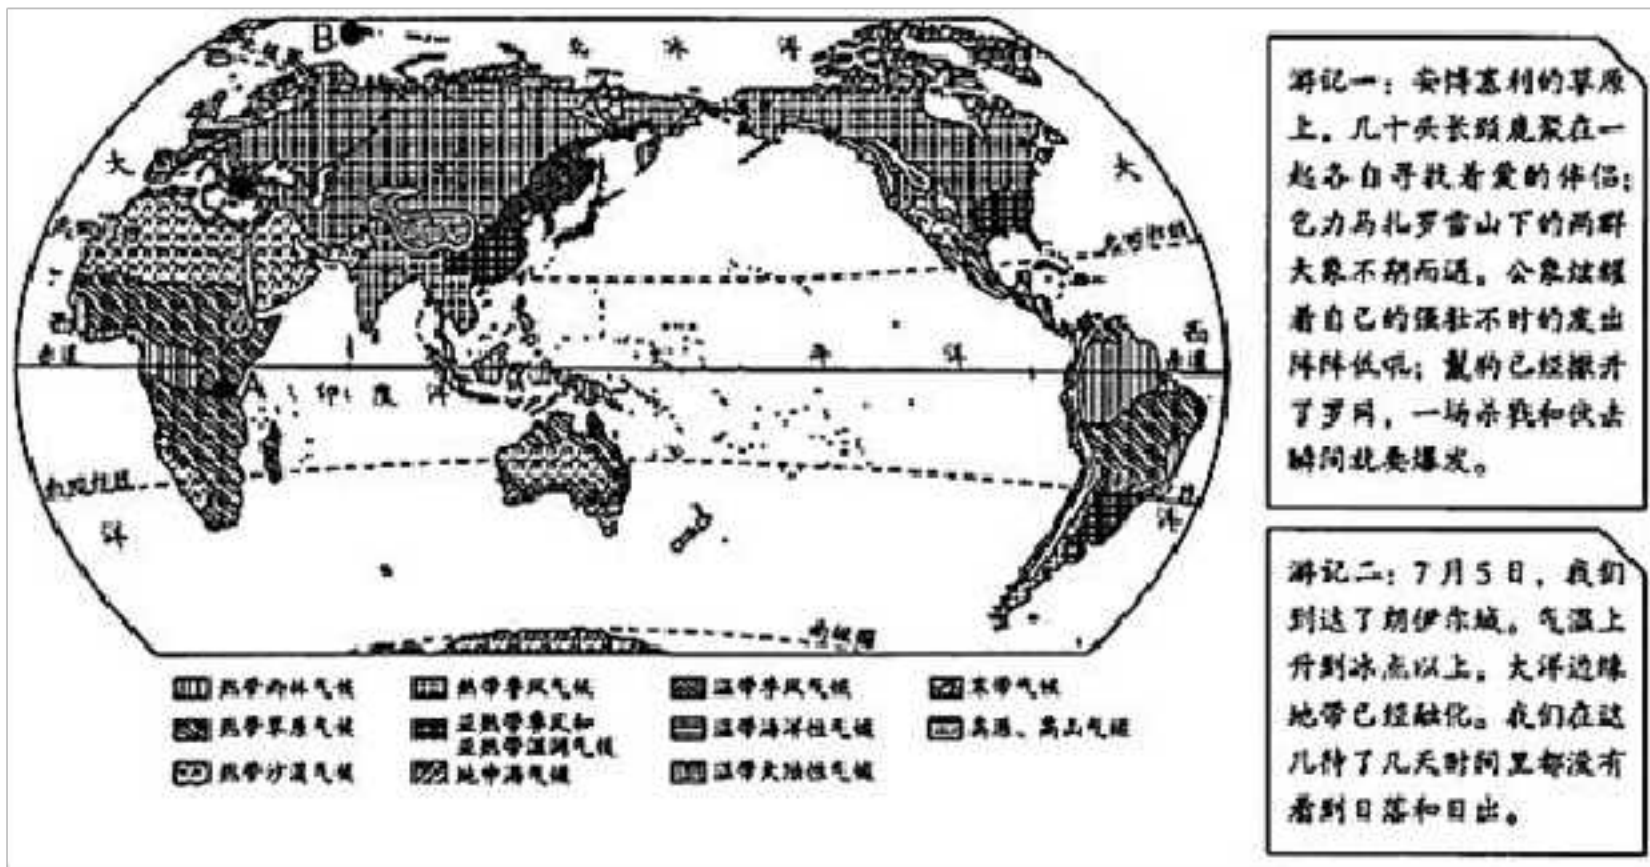 B
北 冰 洋
大
大
北回归线
西
赤道
A
印 度 洋
太 平 洋
西
赤道
南回归线
洋
洋
南极圈
热带雨林气候
热带草原气候
热带沙漠气候
热带季风气候
亚热带季风和
亚热带湿润气候
地中海气候
温带季风气候
温带海洋性气候
温带大陆性气候
寒带气候
高原、高山气候
游记一：安博塞利的草原
上，几十头长颈鹿聚在一
起各自寻找着爱的伴侣；
乞力马扎罗雪山下的两群
大象不期而遇，公象炫耀
着自己的强壮不时的发出
阵阵低吼；鬣狗已经撒开
了罗网，一场杀戮和伏击
瞬间就要爆发。
游记二：7月5日，我们
到达了朗伊尔城。气温上
升到冰点以上，大洋边缘
地带已经融化。我们在这
儿待了几天时间里都没有
看到日落和日出。